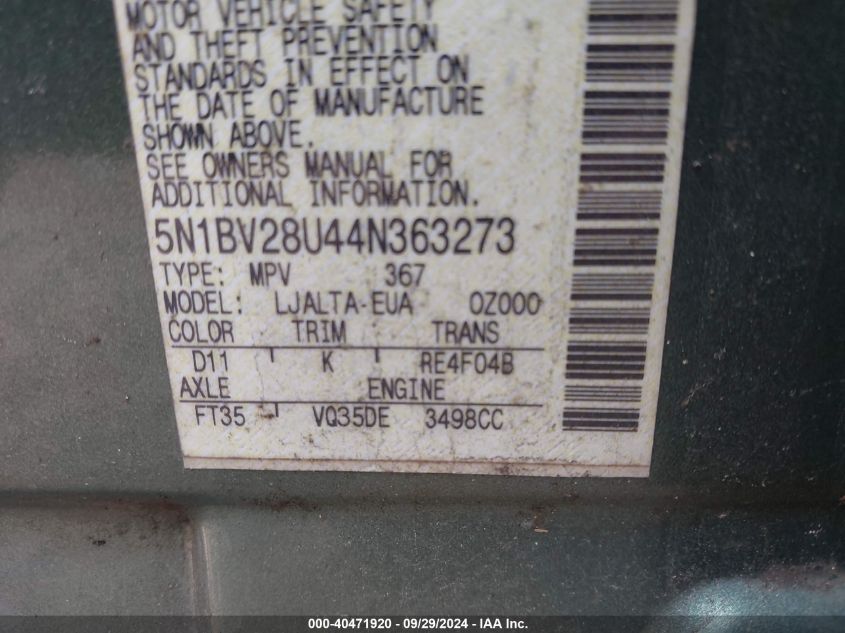 MOTOR VEHICLE SAFETY
AND THEFT PREVENTION
STANDARDS IN EFFECT ON
THE DATE OF MANUFACTURE
SHOWN ABOVE.
SEE OWNERS MANUAL FOR
ADDITIONAL INFORMATION.
5N1BV28U44N363273
TYPE: MPV 367
MODEL: LJALTA-EUA 0Z000
COLOR TRIM TRANS
D11 K RE4F04B
AXLE ENGINE
FT35 VQ35DE 3498CC
000-40471920 / 09/29/2024 - IAA Inc.